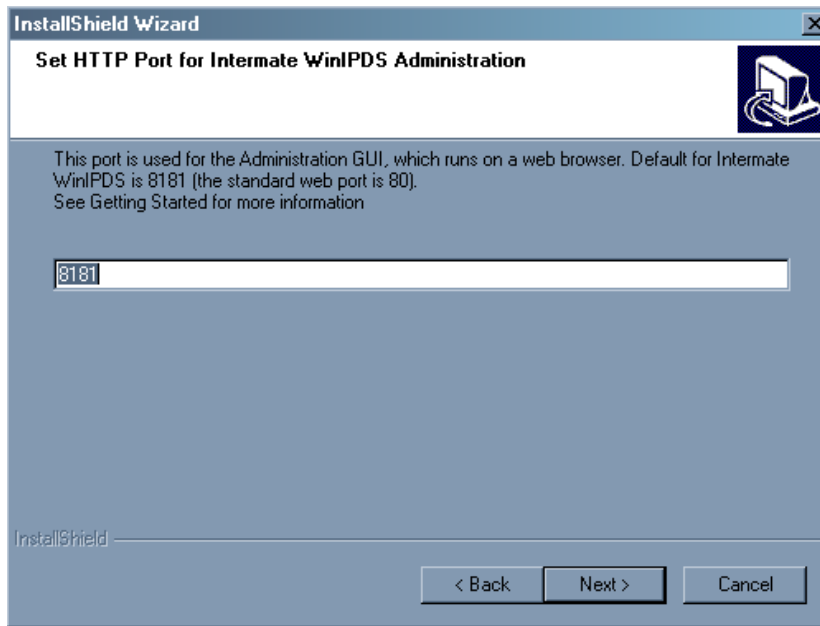 InstallShield Wizard
Set HTTP Port for Intermate WinIPDS Administration
This port is used for the Administration GUI, which runs on a web browser. Default for Intermate
WinIPDS is 8181 (the standard web port is 80).
See Getting Started for more information
8181
InstallShield
< Back
Next >
Cancel